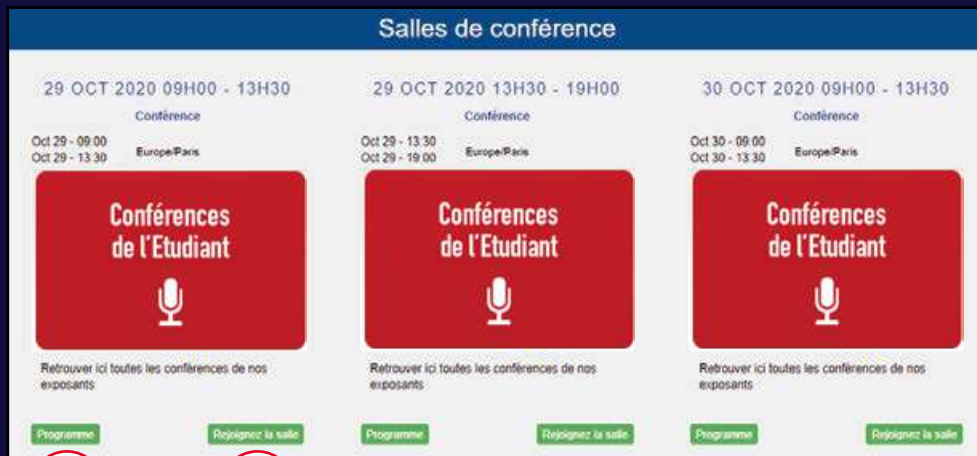 Salles de conférence
29 OCT 2020 09H00 - 13H30
Conférence
Oct 29 - 09:00
Oct 29 - 13:30
Europe/Paris
Conférences
de l'Etudiant
Retrouver ici toutes les conférences de nos
exposants
Programme
Rejoignez la salle
29 OCT 2020 13H30 - 19H00
Conférence
Oct 29 - 13:30
Oct 29 - 19:00
Europe/Paris
Conférences
de l'Etudiant
Retrouver ici toutes les conférences de nos
exposants
Programme
Rejoignez la salle
30 OCT 2020 09H00 - 13H30
Conférence
Oct 30 - 09:00
Oct 30 - 13:30
Europe/Paris
Conférences
de l'Etudiant
Retrouver ici toutes les conférences de nos
exposants
Programme
Rejoignez la salle